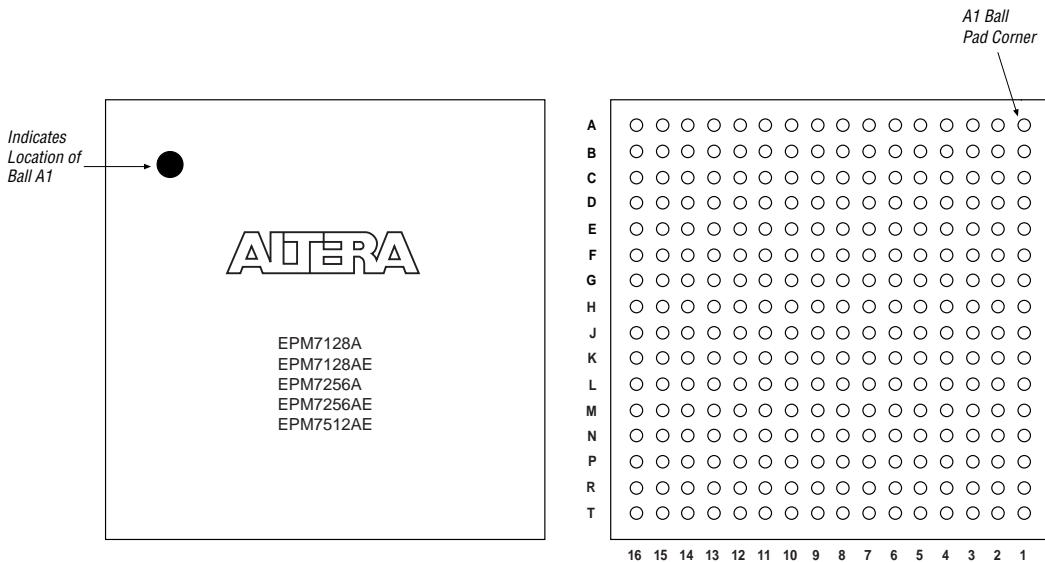 A1 Ball
Pad Corner
Indicates
Location of
Ball A1
ALTERA
EPM7128A
EPM7128AE
EPM7256A
EPM7256AE
EPM7512AE
A
B
C
D
E
F
G
H
J
K
L
M
N
P
R
T
16 15 14 13 12 11 10 9 8 7 6 5 4 3 2 1